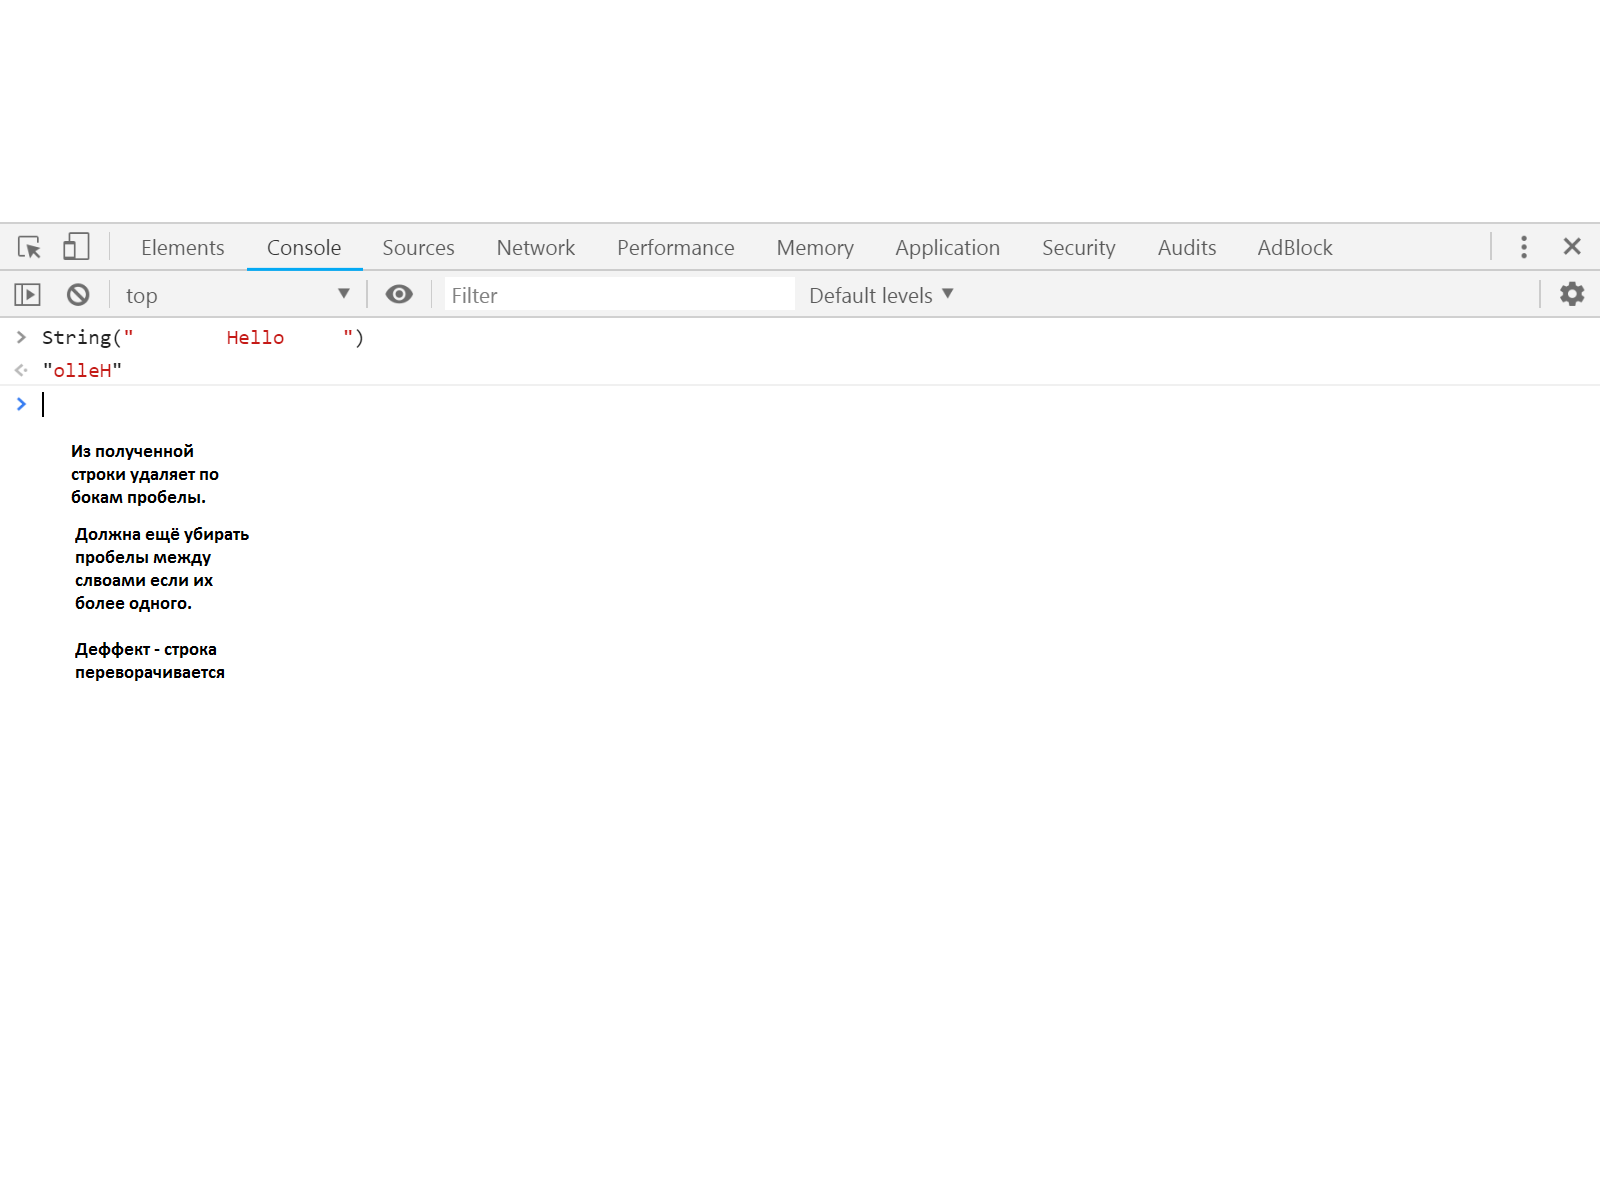 Elements Console Sources Network Performance Memory Application Security Audits AdBlock
top Filter Default levels
String("        Hello     ")
"olleH"
Из полученной
строки удаляет по
бокам пробелы.
Должна ещё убирать
пробелы между
слвоами если их
более одного.
Деффект - строка
переворачивается